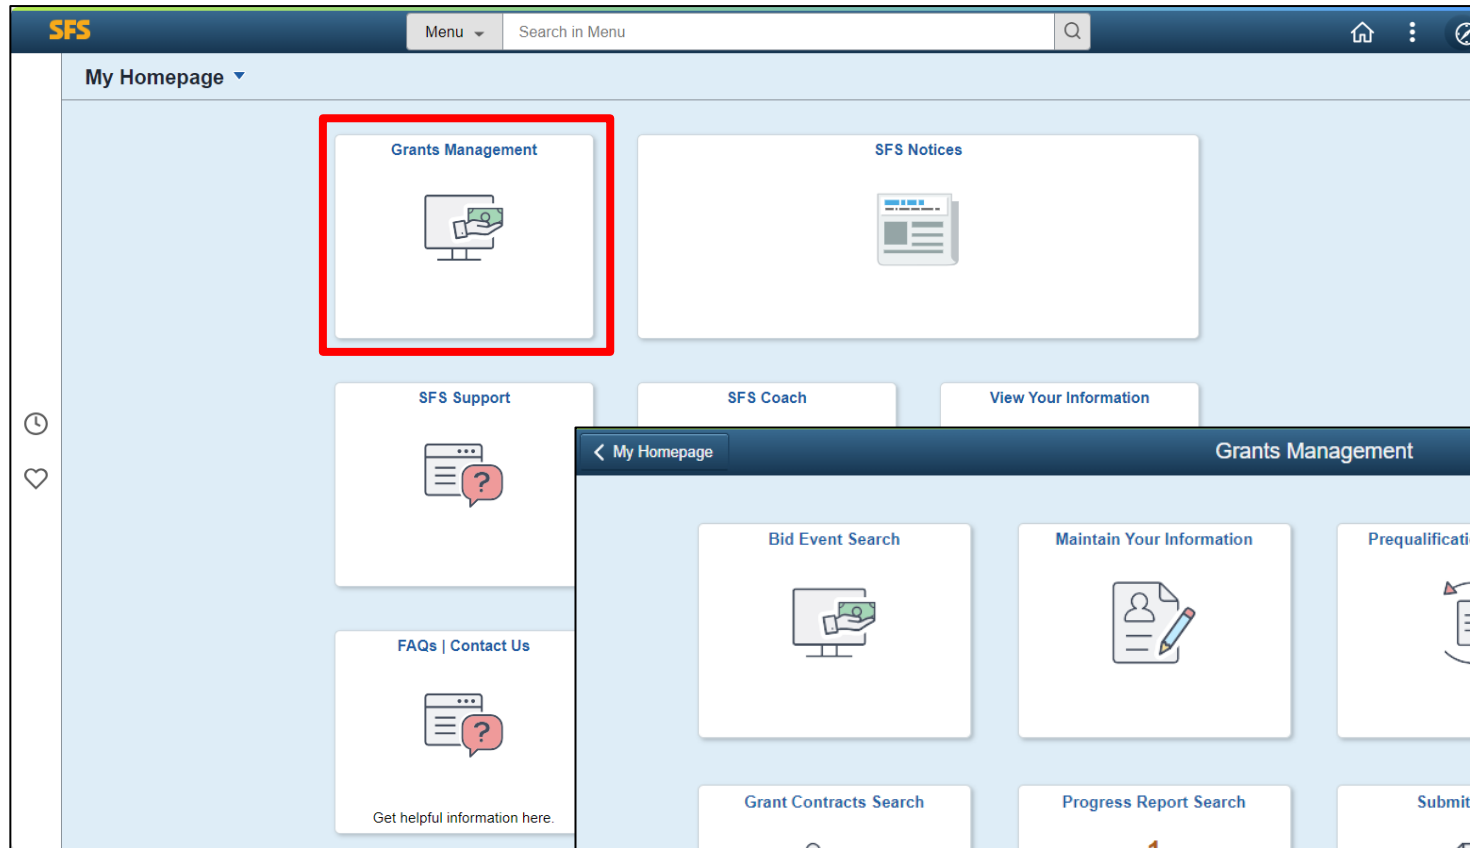 SFS
Menu
Search in Menu
My Homepage
Grants Management
SFS Notices
SFS Support
SFS Coach
View Your Information
My Homepage
Grants Management
Bid Event Search
Maintain Your Information
FAQs | Contact Us
Get helpful information here.
Grant Contracts Search
Progress Report Search
Submit